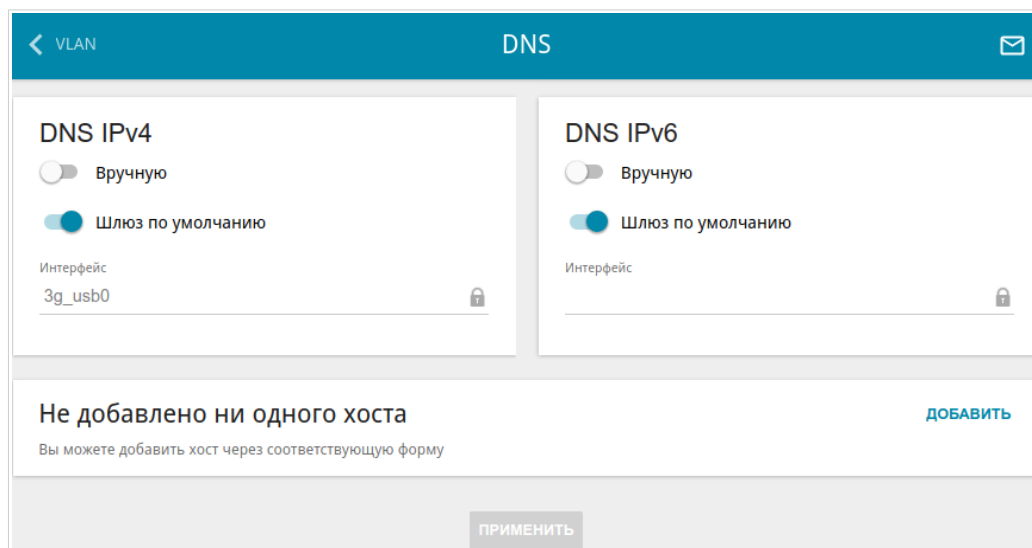 VLAN
DNS
DNS IPv4
Вручную
Шлюз по умолчанию
Интерфейс
3g_usb0
DNS IPv6
Вручную
Шлюз по умолчанию
Интерфейс
Не добавлено ни одного хоста
ДОБАВИТЬ
Вы можете добавить хост через соответствующую форму
ПРИМЕНИТЬ